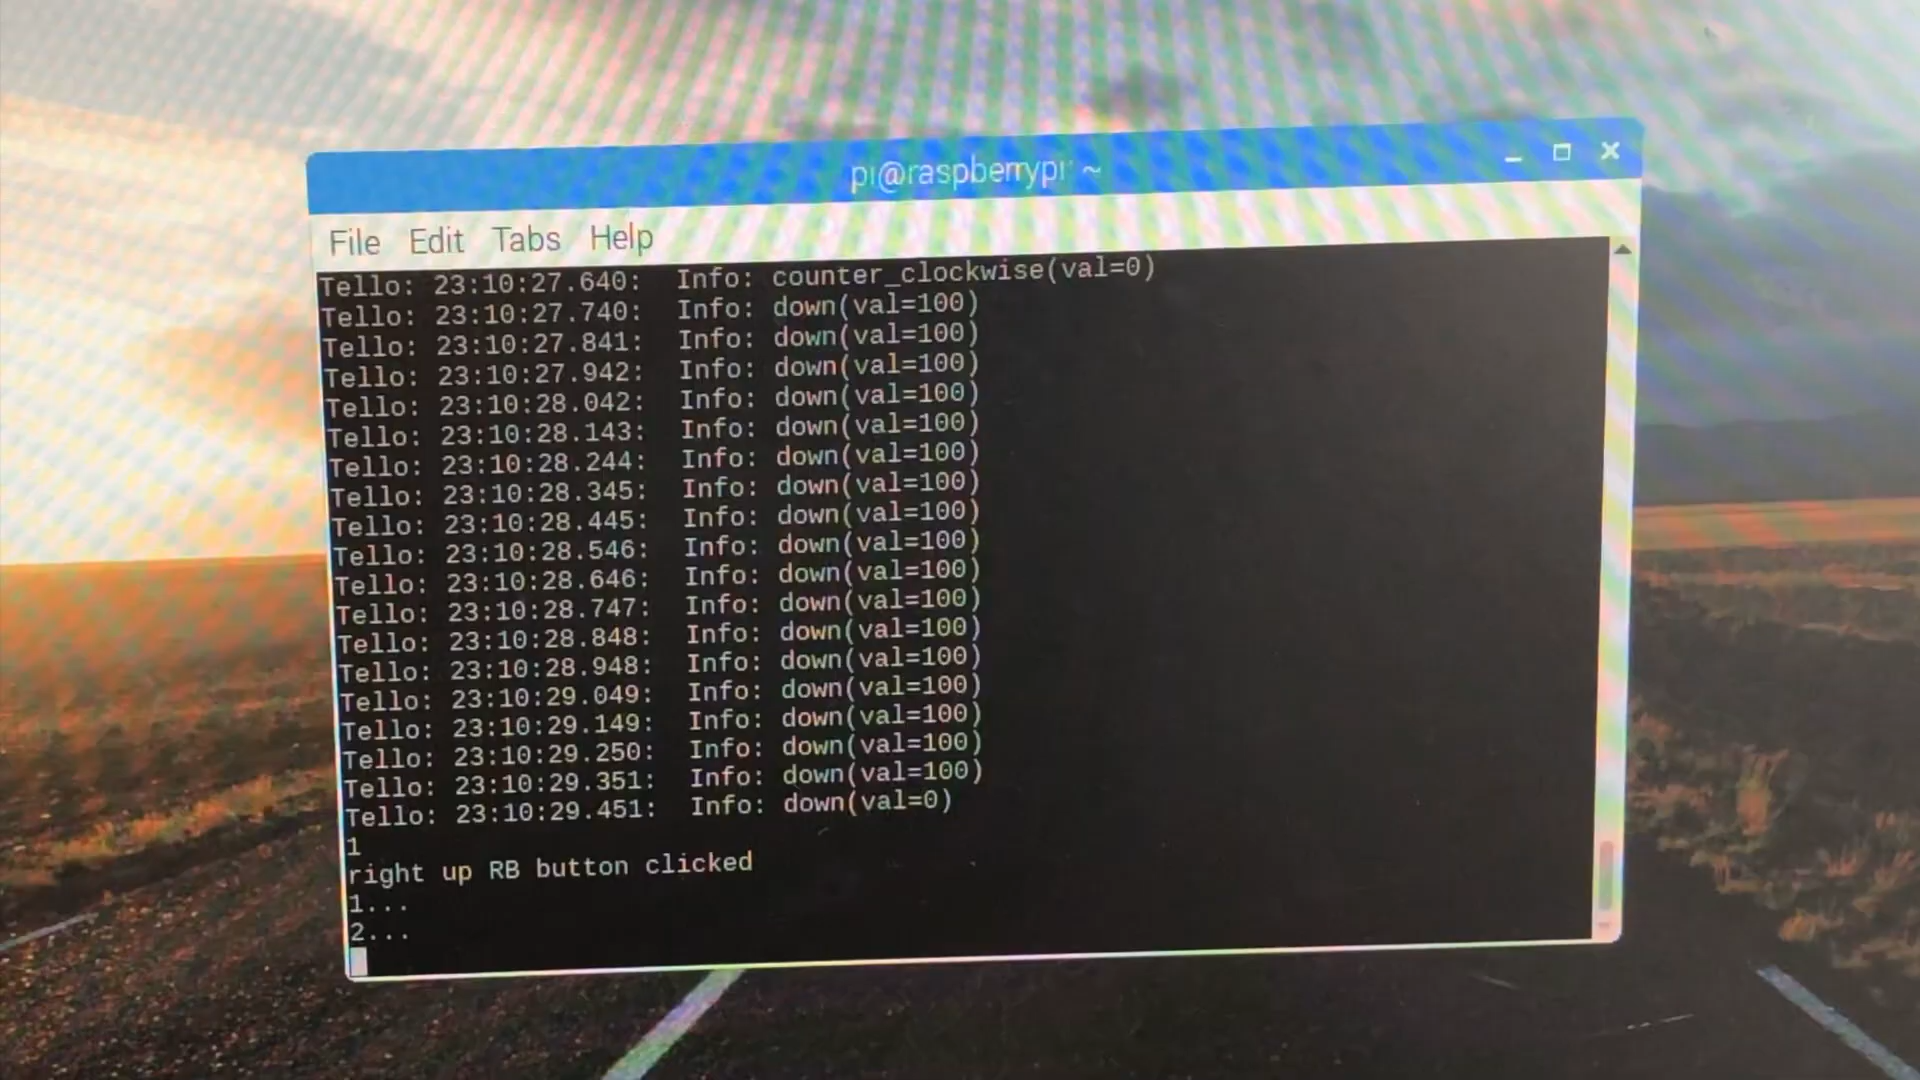 pi@raspberrypi: ~
File Edit Tabs Help
Tello: 23:10:27.640:  Info: counter_clockwise(val=0)
Tello: 23:10:27.740:  Info: down(val=100)
Tello: 23:10:27.841:  Info: down(val=100)
Tello: 23:10:27.942:  Info: down(val=100)
Tello: 23:10:28.042:  Info: down(val=100)
Tello: 23:10:28.143:  Info: down(val=100)
Tello: 23:10:28.244:  Info: down(val=100)
Tello: 23:10:28.345:  Info: down(val=100)
Tello: 23:10:28.445:  Info: down(val=100)
Tello: 23:10:28.546:  Info: down(val=100)
Tello: 23:10:28.646:  Info: down(val=100)
Tello: 23:10:28.747:  Info: down(val=100)
Tello: 23:10:28.848:  Info: down(val=100)
Tello: 23:10:28.948:  Info: down(val=100)
Tello: 23:10:29.049:  Info: down(val=100)
Tello: 23:10:29.149:  Info: down(val=100)
Tello: 23:10:29.250:  Info: down(val=100)
Tello: 23:10:29.351:  Info: down(val=100)
Tello: 23:10:29.451:  Info: down(val=0)
1
right up RB button clicked
1...
2...